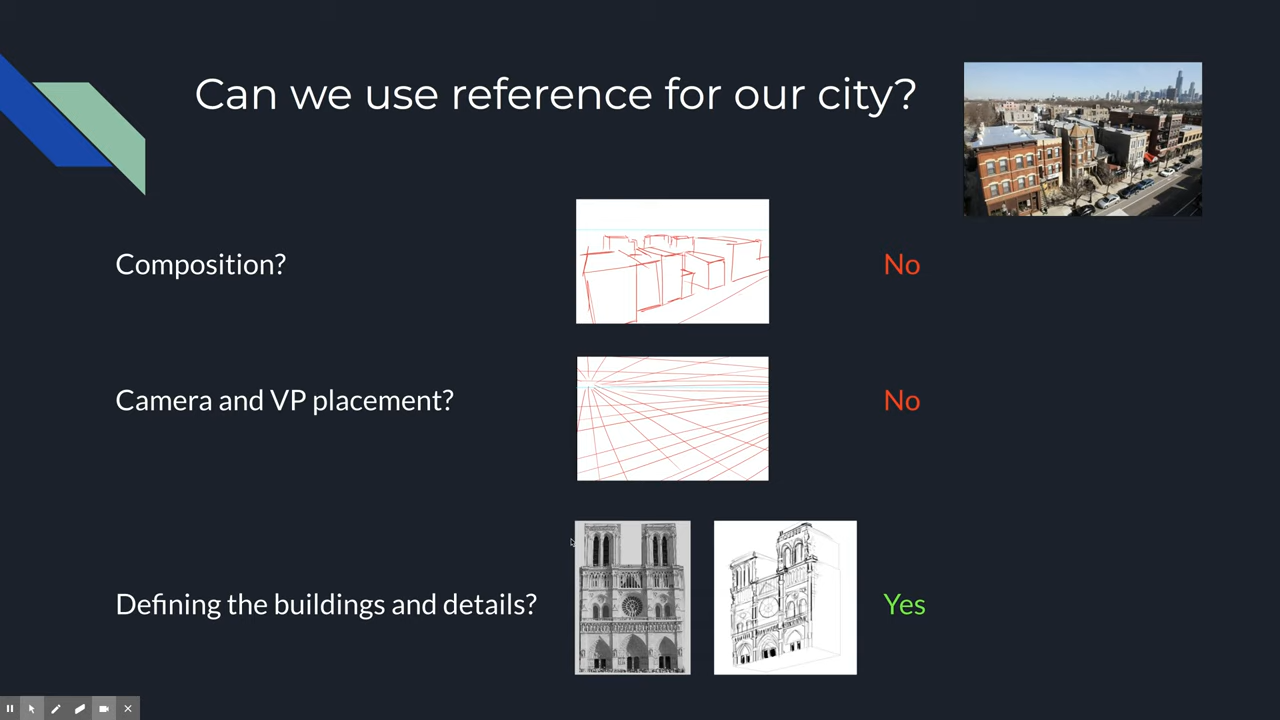 Can we use reference for our city?
Composition?
No
Camera and VP placement?
No
Defining the buildings and details?
Yes